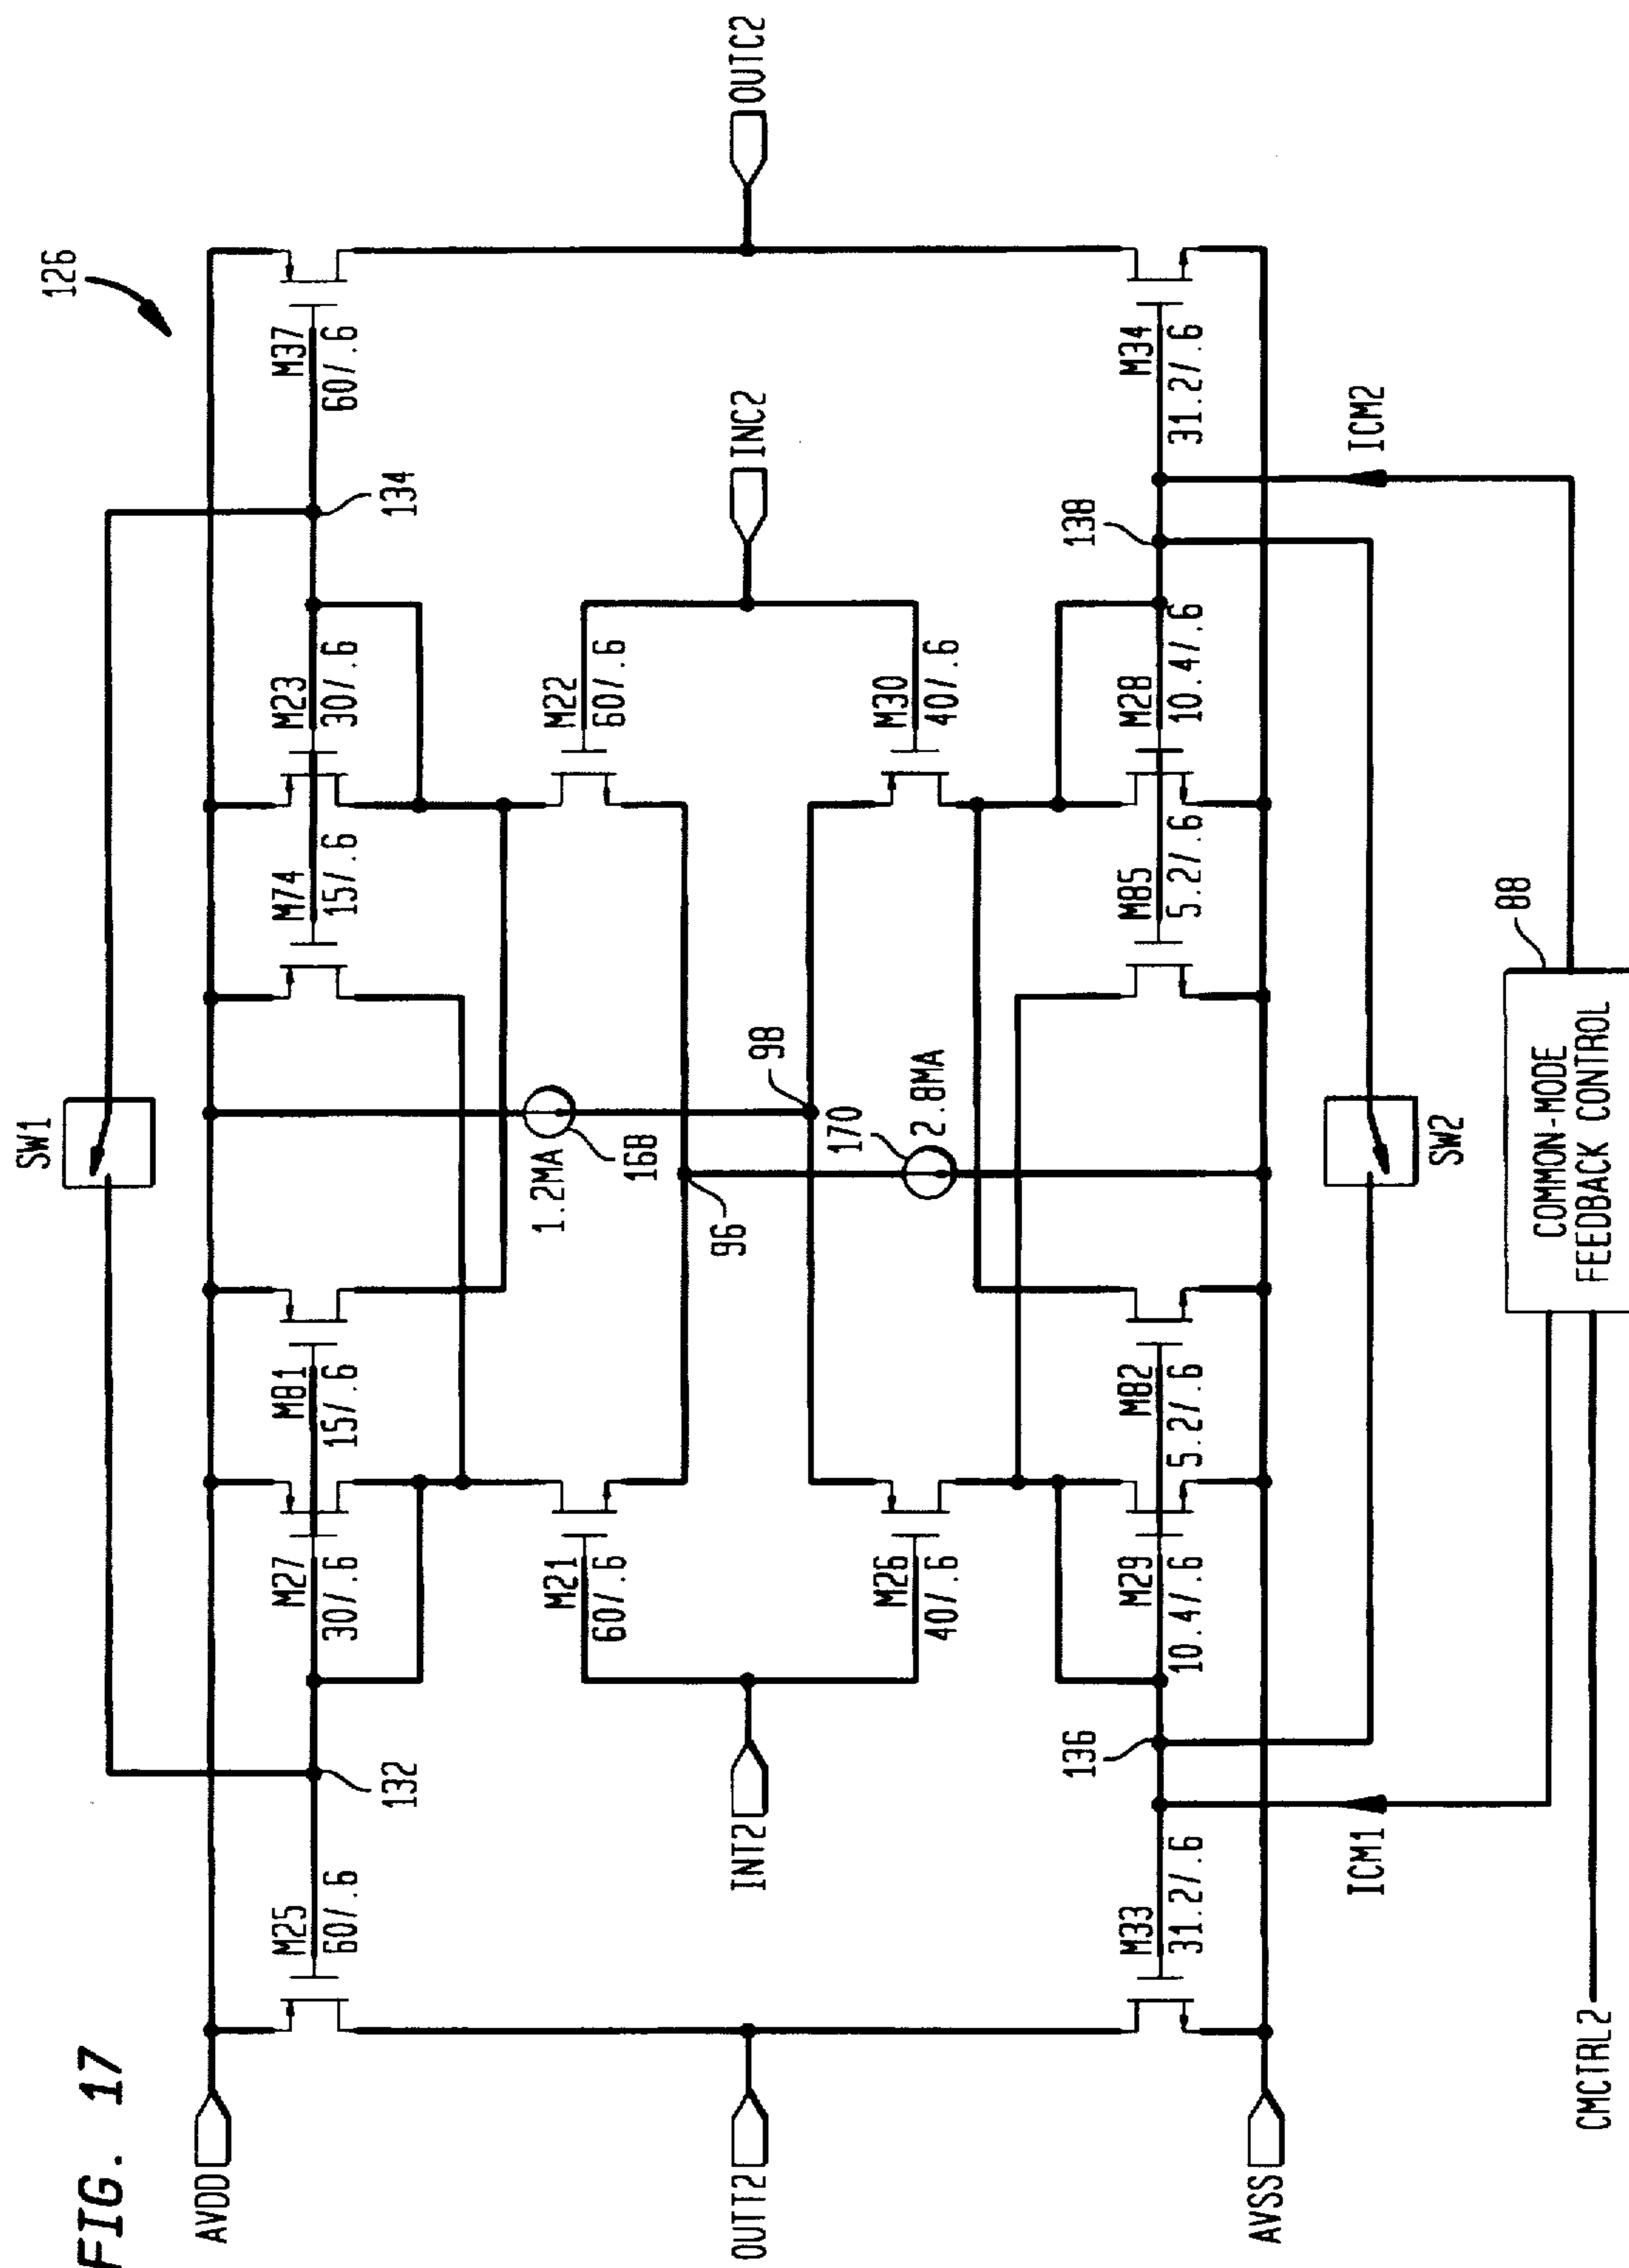 FIG. 17
126
SW1
AVDD
M25
60/.6
132
M27
30/.6
M81
15/.6
M74
15/.6
M23
30/.6
134
M37
60/.6
1.2MA
168
M21
60/.6
M22
60/.6
96
98
OUTT2
INT2
INC2
OUTC2
M26
40/.6
170
2.8MA
M30
40/.6
M33
31.2/.6
136
M29
10.4/.6
M82
5.2/.6
M85
5.2/.6
M28
10.4/.6
138
M34
31.2/.6
AVSS
ICM1
SW2
ICM2
88
COMMON-MODE
FEEDBACK CONTROL
CMCTRL2